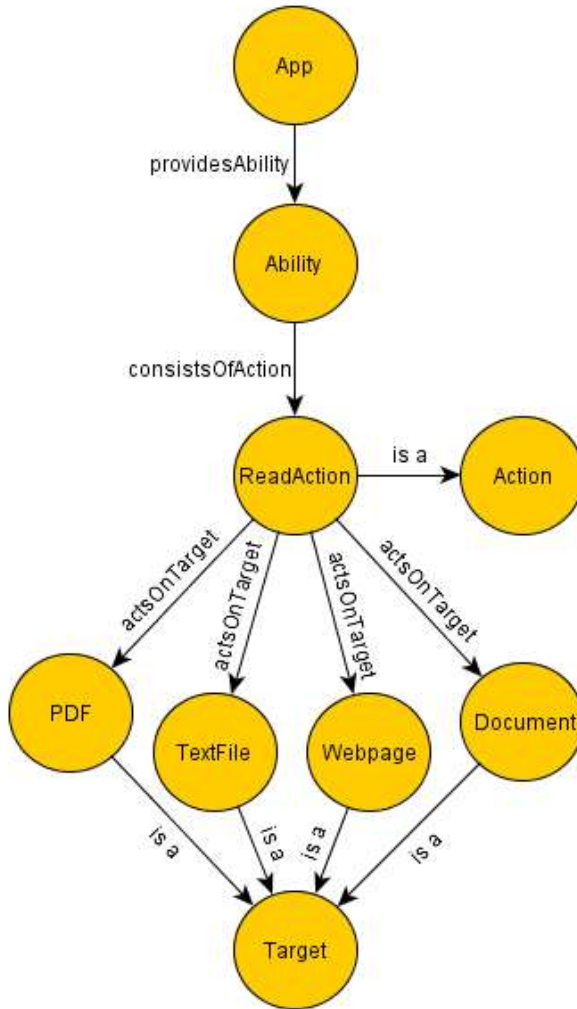 App
providesAbility
Ability
consistsOfAction
ReadAction
is a
Action
actsOnTarget
actsOnTarget
actsOnTarget
actsOnTarget
PDF
TextFile
Webpage
Document
is a
is a
is a
is a
Target